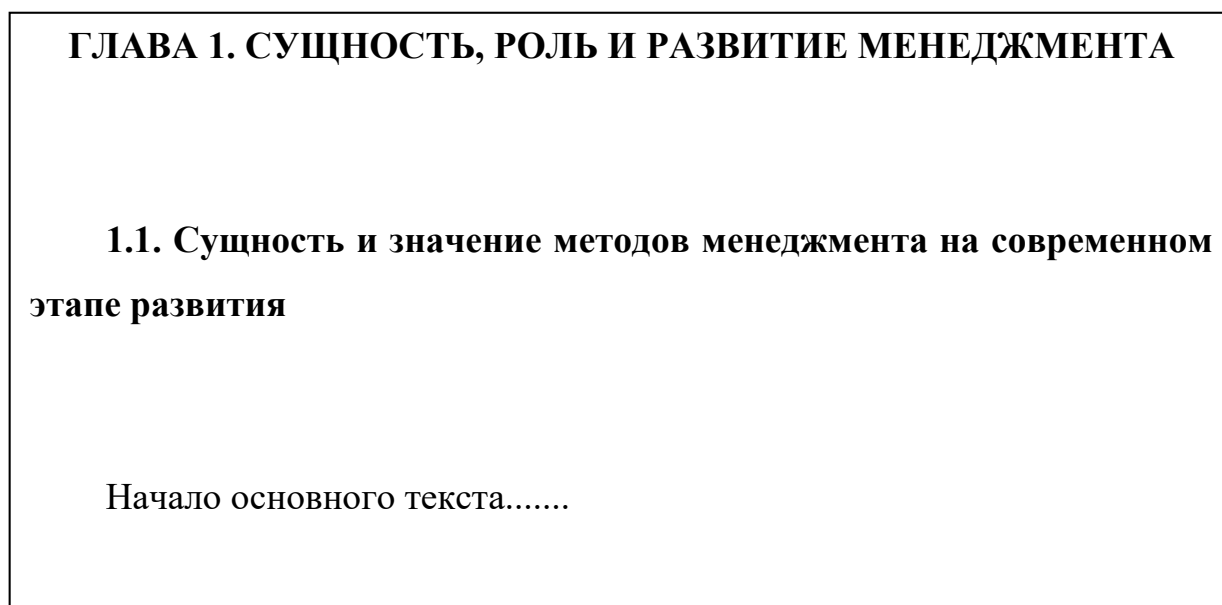 ГЛАВА 1. СУЩНОСТЬ, РОЛЬ И РАЗВИТИЕ МЕНЕДЖМЕНТА
1.1. Сущность и значение методов менеджмента на современном
этапе развития
Начало основного текста.......